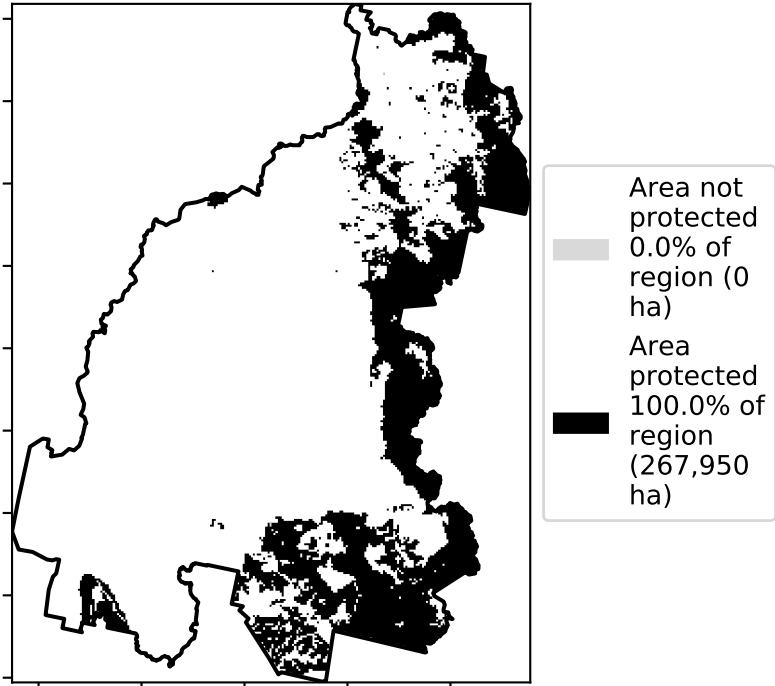 Area not
protected
0.0% of
region (0
ha)
Area
protected
100.0% of
region
(267,950
ha)